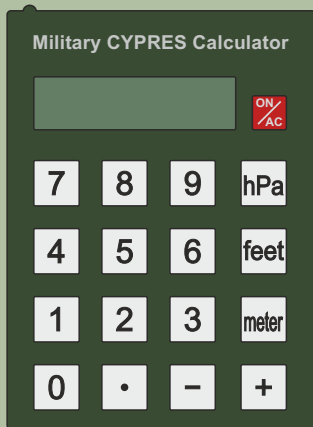 Military CYPRES Calculator
ON/AC
7 8 9 hPa
4 5 6 feet
1 2 3 meter
0 · − +